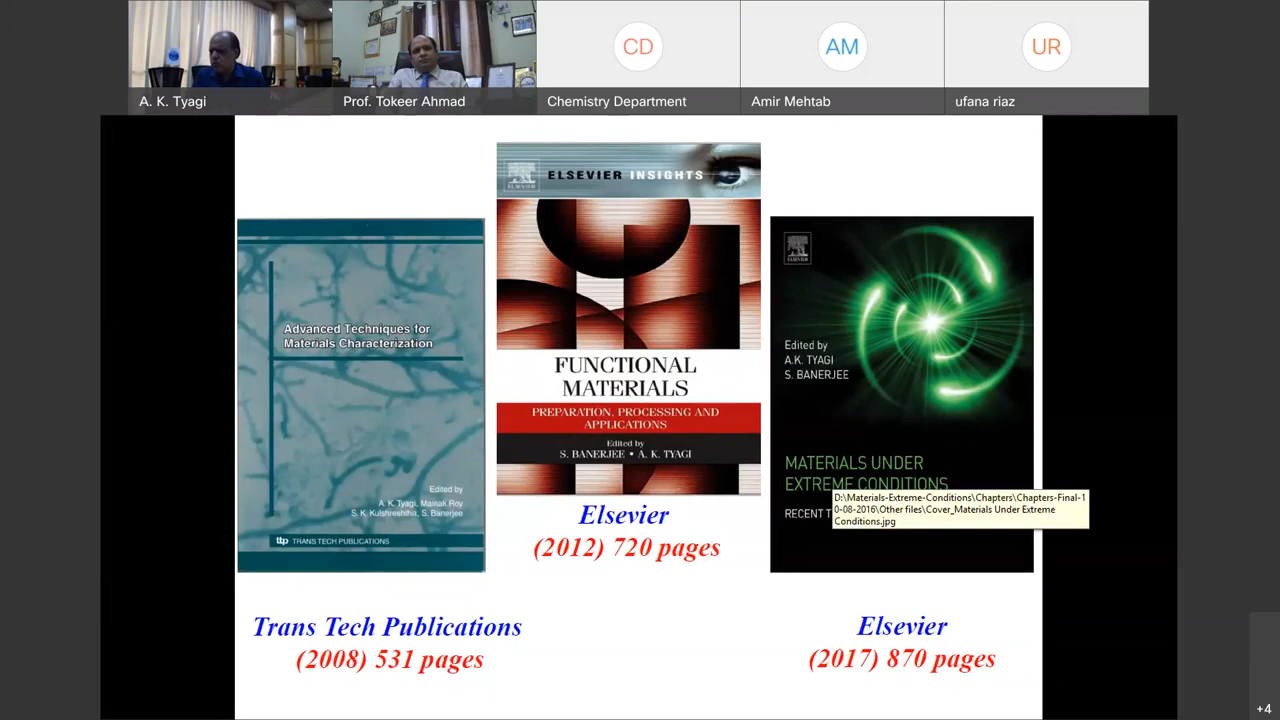 A. K. Tyagi
Prof. Tokeer Ahmad
CD
Chemistry Department
AM
Amir Mehtab
UR
ufana riaz
Advanced Techniques for
Materials Characterization
Edited by
A. K. Tyagi, Mainak Roy
S. K. Kulshreshtha, S. Banerjee
ttp TRANS TECH PUBLICATIONS
Trans Tech Publications
(2008) 531 pages
ELSEVIER
ELSEVIER INSIGHTS
FUNCTIONAL
MATERIALS
PREPARATION, PROCESSING AND
APPLICATIONS
Edited by
S. BANERJEE • A. K. TYAGI
Elsevier
(2012) 720 pages
Edited by
A.K. TYAGI
S. BANERJEE
MATERIALS UNDER
EXTREME CONDITIONS
RECENT T
D:\Materials-Extreme-Conditions\Chapters\Chapters-Final-1
0-08-2016\Other files\Cover_Materials Under Extreme
Conditions.jpg
Elsevier
(2017) 870 pages
+4